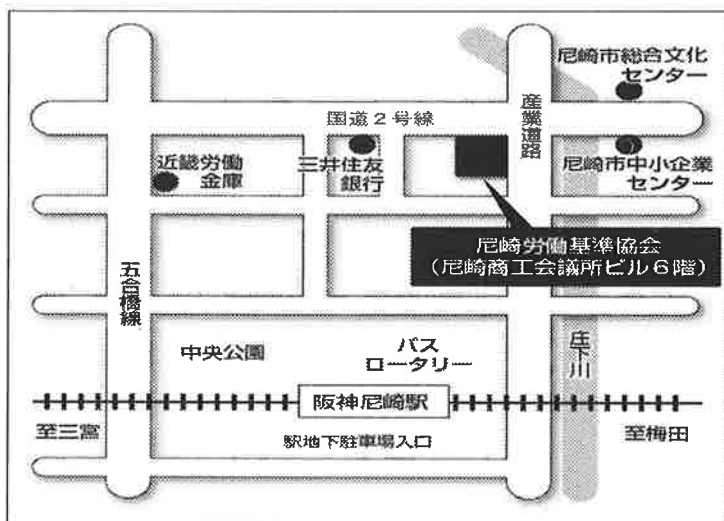 尼崎市総合文化
センター
国道2号線
産業道路
近畿労働
金庫
三井住友
銀行
尼崎市中小企業
センター
尼崎労働基準協会
(尼崎商工会議所ビル6階)
五合橋線
中央公園
バス
ロータリー
庄下川
阪神尼崎駅
至三宮
駅地下駐車場入口
至梅田